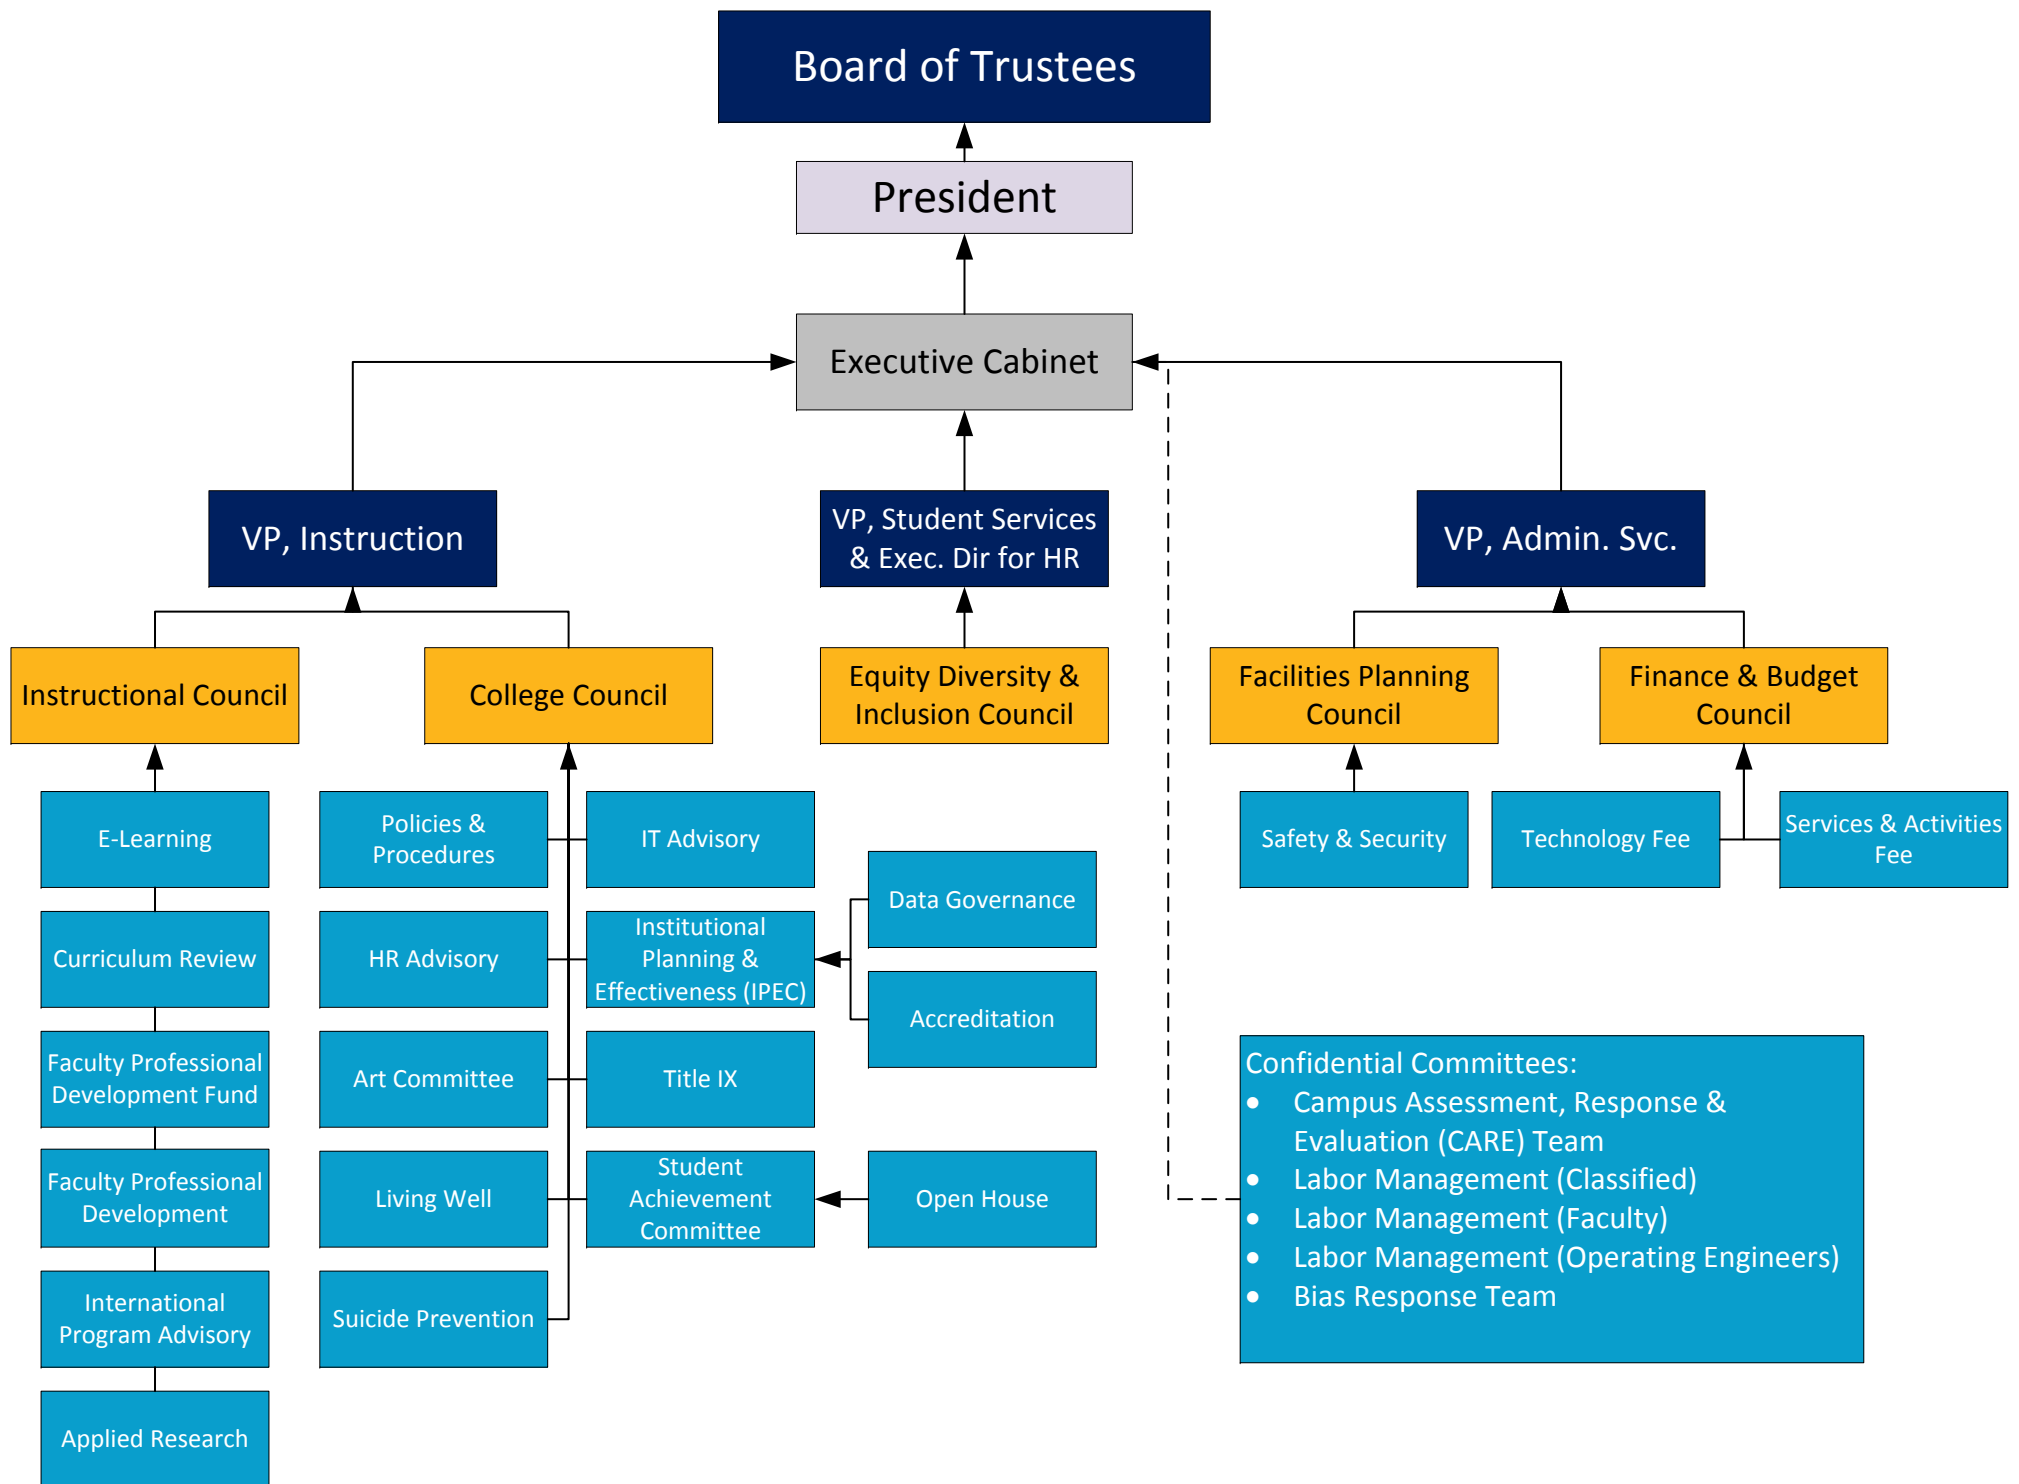 Board of Trustees
President
Executive Cabinet
VP, Instruction
VP, Student Services
& Exec. Dir for HR
VP, Admin. Svc.
Instructional Council
College Council
Equity Diversity &
Inclusion Council
Facilities Planning
Council
Finance & Budget
Council
E-Learning
Policies &
Procedures
IT Advisory
Safety & Security
Technology Fee
Services & Activities
Fee
Curriculum Review
HR Advisory
Institutional
Planning &
Effectiveness (IPEC)
Data Governance
Accreditation
Faculty Professional
Development Fund
Art Committee
Title IX
Faculty Professional
Development
Living Well
Student
Achievement
Committee
Open House
International
Program Advisory
Suicide Prevention
Applied Research
Confidential Committees:
• Campus Assessment, Response &
Evaluation (CARE) Team
• Labor Management (Classified)
• Labor Management (Faculty)
• Labor Management (Operating Engineers)
• Bias Response Team